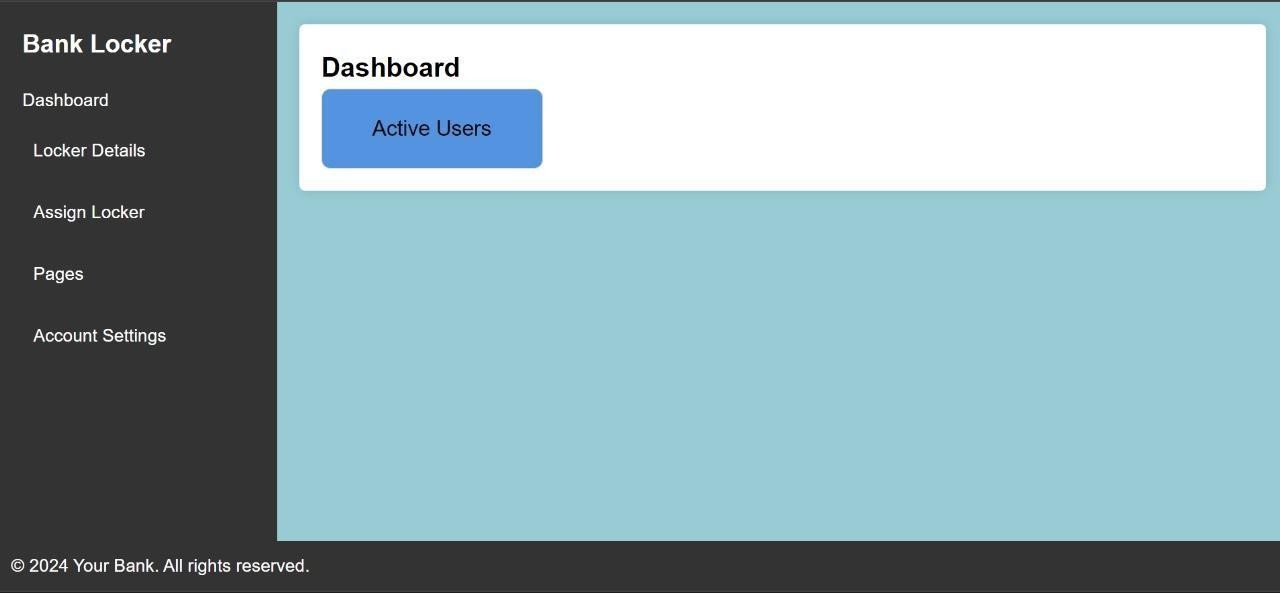 Bank Locker
Dashboard
Locker Details
Assign Locker
Pages
Account Settings
Dashboard
Active Users
© 2024 Your Bank. All rights reserved.